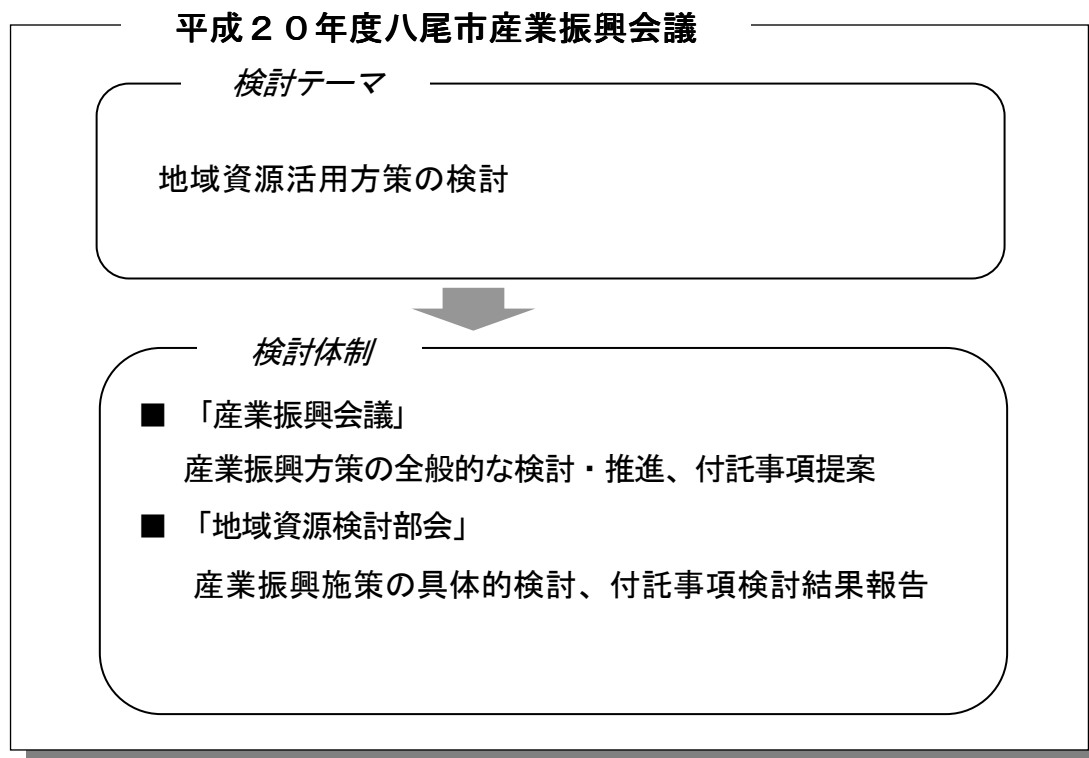 平成２０年度八尾市産業振興会議
検討テーマ
地域資源活用方策の検討
検討体制
■ 「産業振興会議」
産業振興方策の全般的な検討・推進、付託事項提案
■ 「地域資源検討部会」
産業振興施策の具体的検討、付託事項検討結果報告